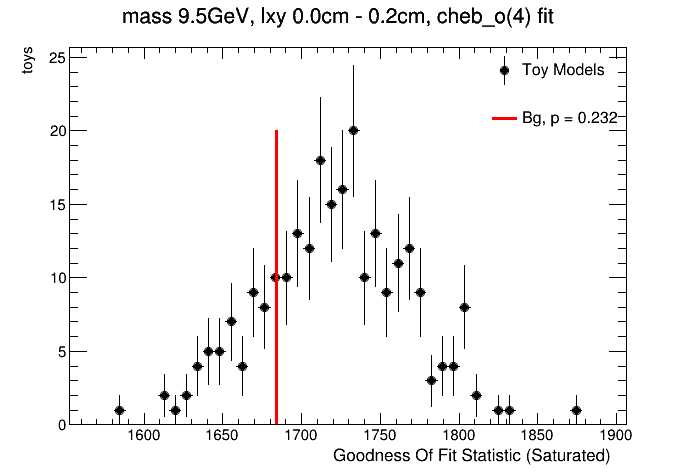 mass 9.5GeV, lxy 0.0cm - 0.2cm, cheb_o(4) fit
toys
25
20
15
10
5
0
Toy Models
Bg, p = 0.232
1600 1650 1700 1750 1800 1850 1900
Goodness Of Fit Statistic (Saturated)